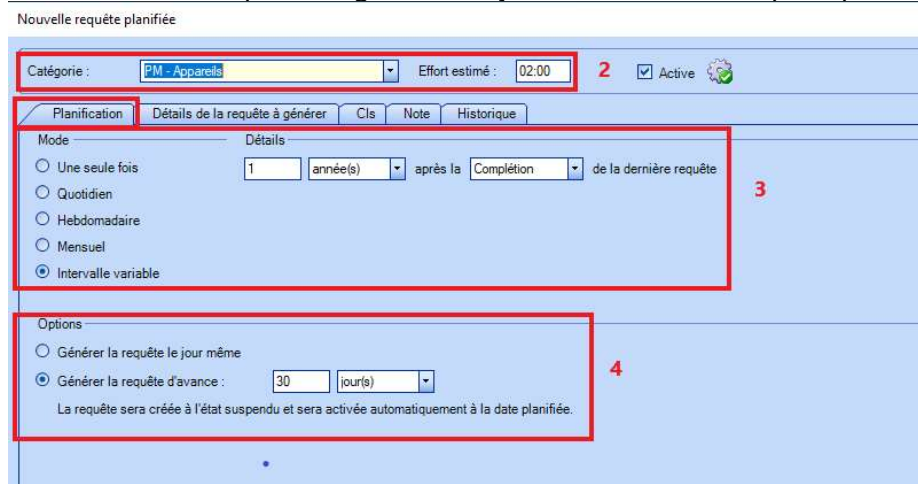 Nouvelle requête planifiée
Catégorie : PM - Appareils Effort estimé : 02:00 2 Active
Planification Détails de la requête à générer CIs Note Historique
Mode Détails
Une seule fois 1 année(s) après la Complétion de la dernière requête
Quotidien 3
Hebdomadaire
Mensuel
Intervalle variable
Options
Générer la requête le jour même
Générer la requête d'avance : 30 jour(s) 4
La requête sera créée à l'état suspendu et sera activée automatiquement à la date planifiée.